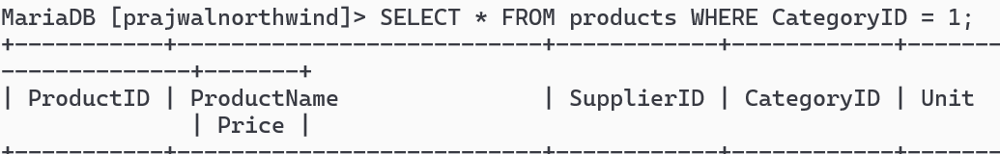 MariaDB [prajwalnorthwind]> SELECT * FROM products WHERE CategoryID = 1;
+-----------+---------------------------+------------+------------+-------
--------------+-------+
| ProductID | ProductName               | SupplierID | CategoryID | Unit
              | Price |
+-----------+---------------------------+------------+------------+-------